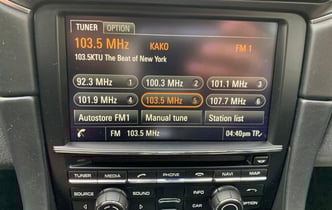 TUNER OPTION
103.5 MHz KAKO FM 1
103.5KTU The Beat of New York
92.3 MHz 1 100.3 MHz 2 101.1 MHz 3
101.9 MHz 4 103.5 MHz 5 107.7 MHz 6
Autostore FM1 Manual tune Station list
FM 103.5 MHz 04:40pm TP
TUNER MEDIA PHONE NAV MAP
SOURCE SOUND CAR